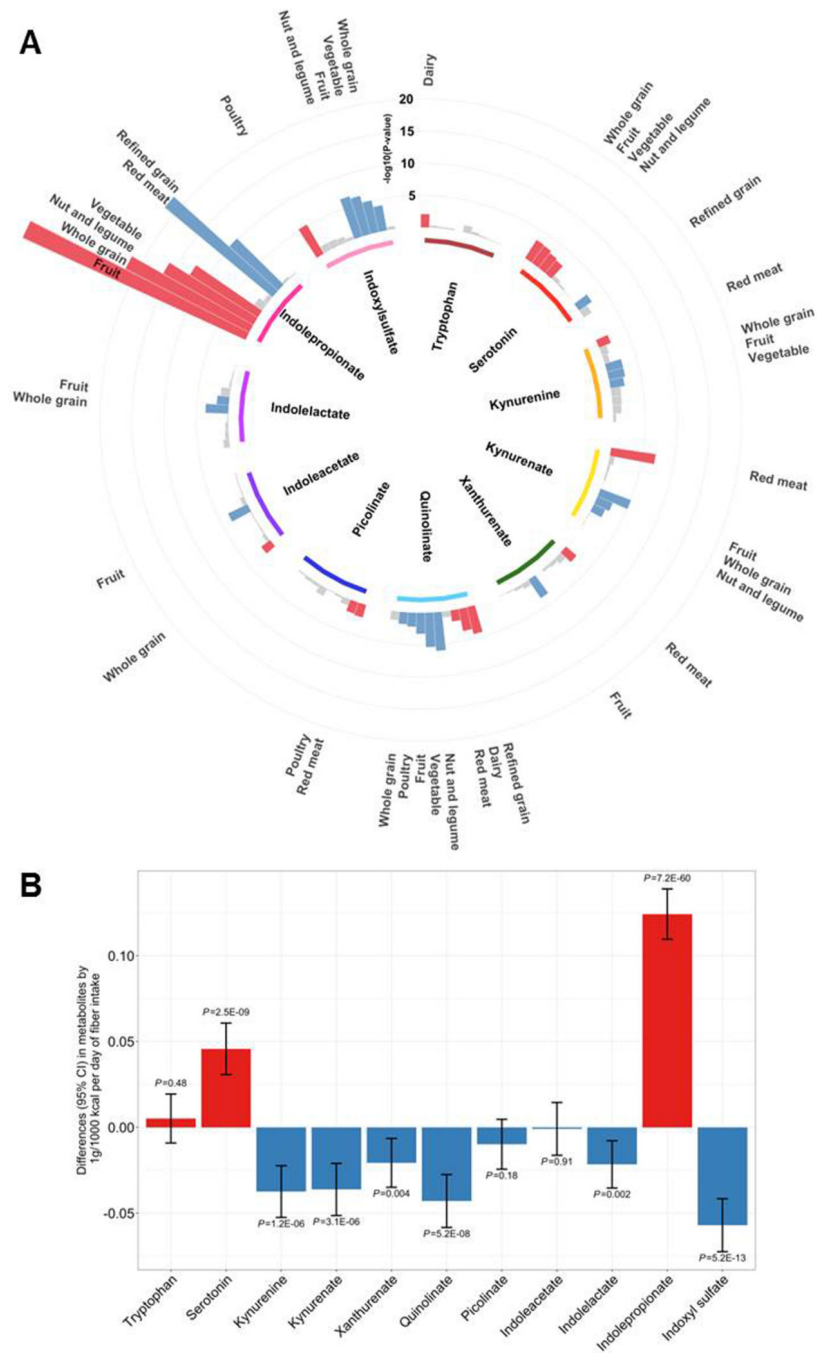 A
Dairy
Whole grain
Fruit
Vegetable
Nut and legume
Refined grain
Red meat
Whole grain
Fruit
Vegetable
Red meat
Fruit
Whole grain
Nut and legume
Red meat
Fruit
Refined grain
Dairy
Red meat
Nut and legume
Vegetable
Fruit
Poultry
Whole grain
Red meat
Poultry
Whole grain
Fruit
Whole grain
Fruit
Fruit
Whole grain
Nut and legume
Vegetable
Red meat
Refined grain
Poultry
Nut and legume
Fruit
Vegetable
Whole grain
20
15
10
5
-log10(P-value)
Tryptophan
Serotonin
Kynurenine
Kynurenate
Xanthurenate
Quinolinate
Picolinate
Indoleacetate
Indolelactate
Indolepropionate
Indoxylsulfate
B
Differences (95% CI) in metabolites by
1g/1000 kcal per day of fiber intake
0.10
0.05
0.00
-0.05
P=0.48
P=2.5E-09
P=1.2E-06
P=3.1E-06
P=0.004
P=5.2E-08
P=0.18
P=0.91
P=0.002
P=7.2E-60
P=5.2E-13
Tryptophan
Serotonin
Kynurenine
Kynurenate
Xanthurenate
Quinolinate
Picolinate
Indoleacetate
Indolelactate
Indolepropionate
Indoxyl sulfate